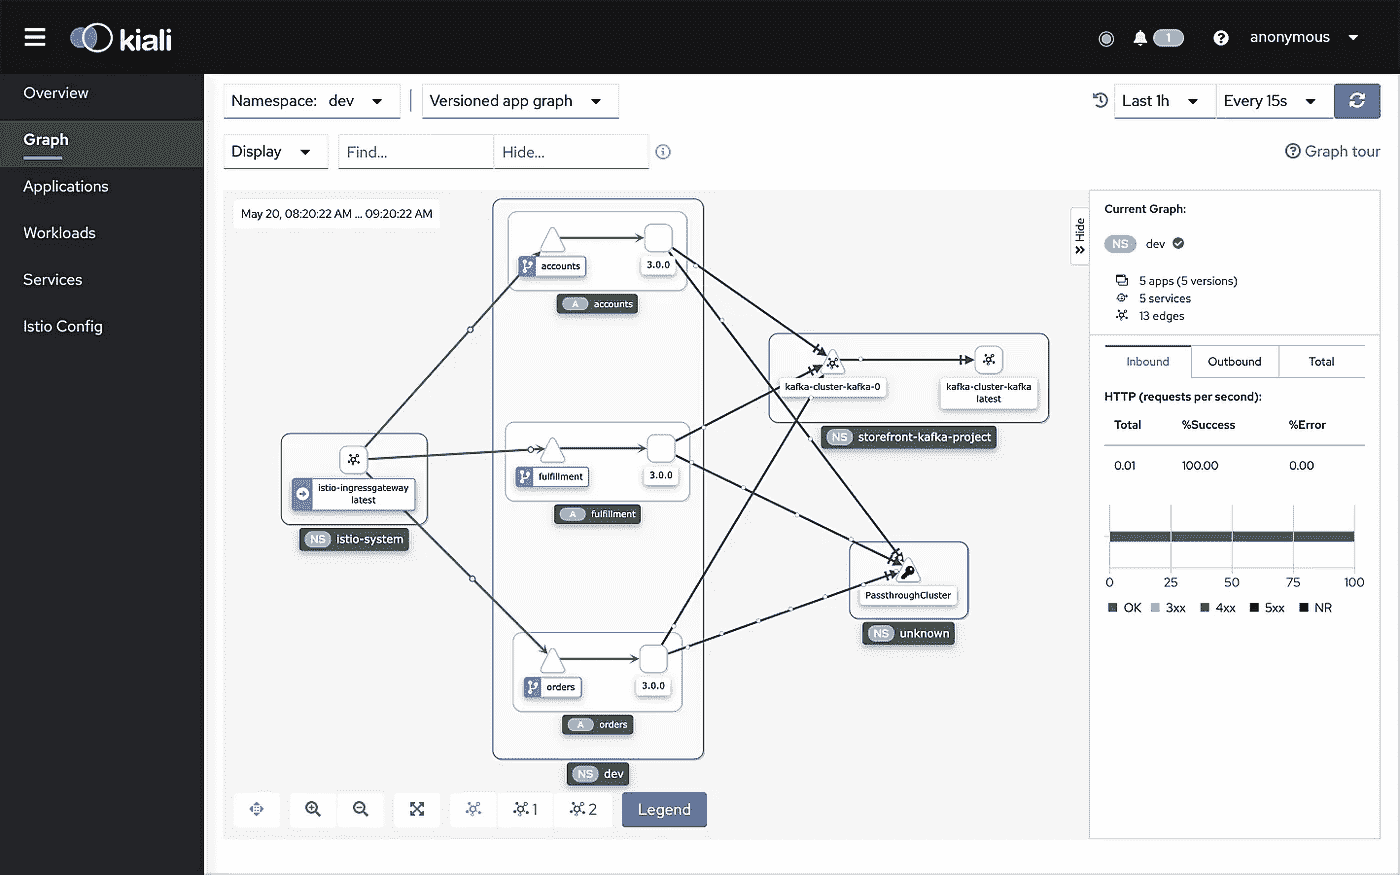 kiali
1
anonymous
Overview
Graph
Applications
Workloads
Services
Istio Config
Namespace: dev
Versioned app graph
Last 1h
Every 15s
Display
Find...
Hide...
Graph tour
May 20, 08:20:22 AM ... 09:20:22 AM
accounts
3.0.0
A accounts
kafka-cluster-kafka-0
kafka-cluster-kafka
latest
NS storefront-kafka-project
istio-ingressgateway
latest
NS istio-system
fulfillment
3.0.0
A fulfillment
PassthroughCluster
NS unknown
orders
3.0.0
A orders
NS dev
1
2
Legend
Hide
Current Graph:
NS dev
5 apps (5 versions)
5 services
13 edges
Inbound
Outbound
Total
HTTP (requests per second):
Total %Success %Error
0.01 100.00 0.00
0 25 50 75 100
OK 3xx 4xx 5xx NR